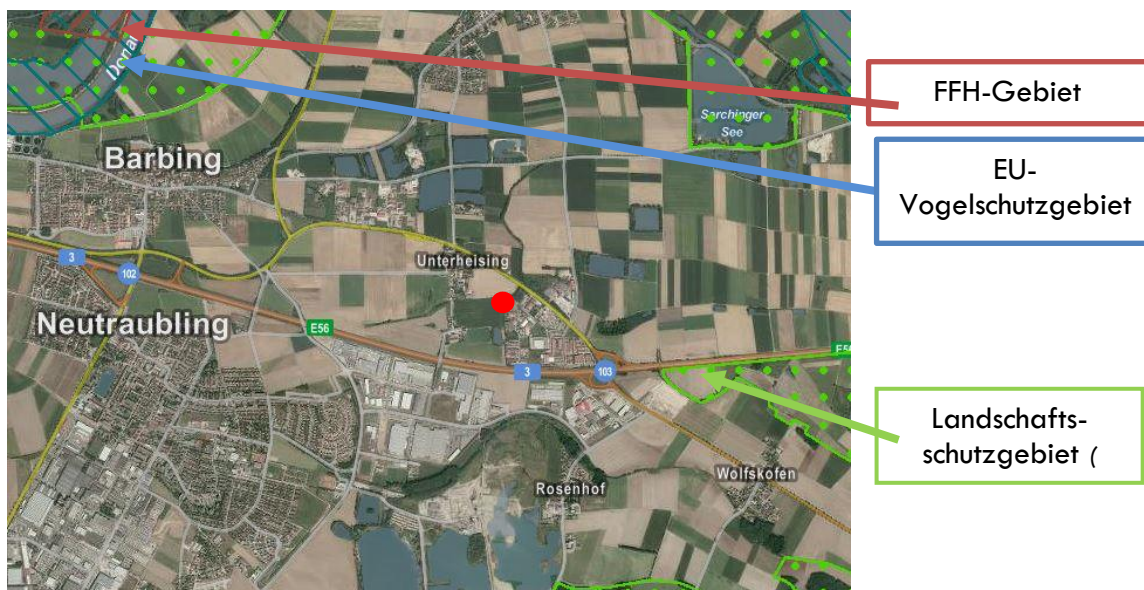 Donau
Sarchinger
See
Barbing
Unterheising
3
102
Neutraubling
E56
3
103
Rosenhof
Wolfskofen
FFH-Gebiet
EU-
Vogelschutzgebiet
Landschafts-
schutzgebiet (